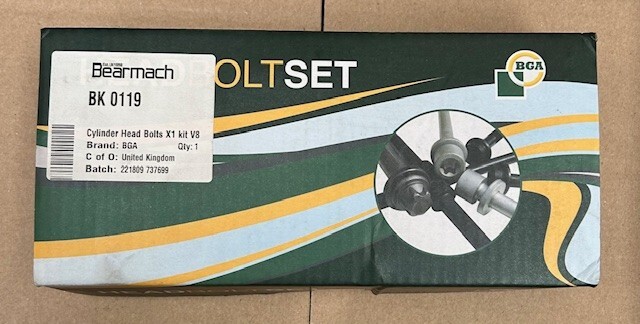 Bearmach
BK 0119
Cylinder Head Bolts X1 kit V8
Brand: BGA Qty: 1
C of O: United Kingdom
Batch: 221809 737699
OLTSET
BGA